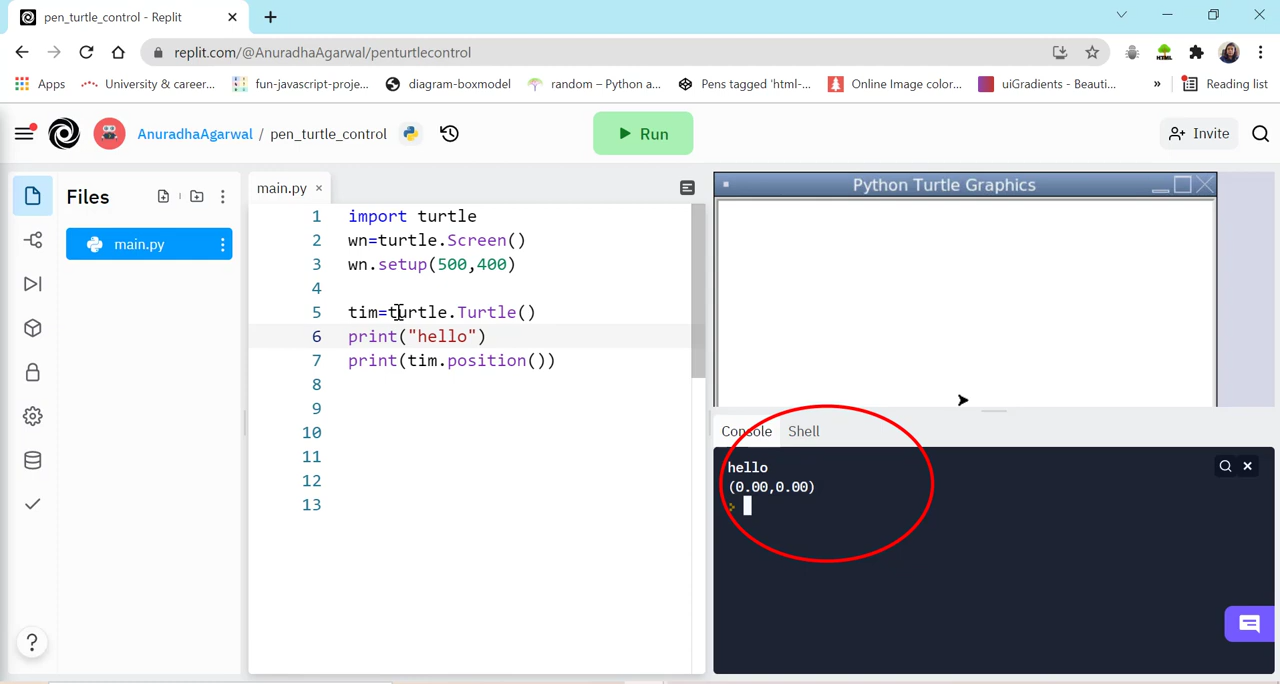 pen_turtle_control - Replit
replit.com/@AnuradhaAgarwal/penturtlecontrol
Apps
University & career...
fun-javascript-proje...
diagram-boxmodel
random – Python a...
Pens tagged 'html-...
Online Image color...
uiGradients - Beauti...
»
Reading list
AnuradhaAgarwal / pen_turtle_control
Run
Invite
Files
main.py
main.py ×
1 import turtle
2 wn=turtle.Screen()
3 wn.setup(500,400)
4
5 tim=turtle.Turtle()
6 print("hello")
7 print(tim.position())
8
9
10
11
12
13
Python Turtle Graphics
Console Shell
hello
(0.00,0.00)
?